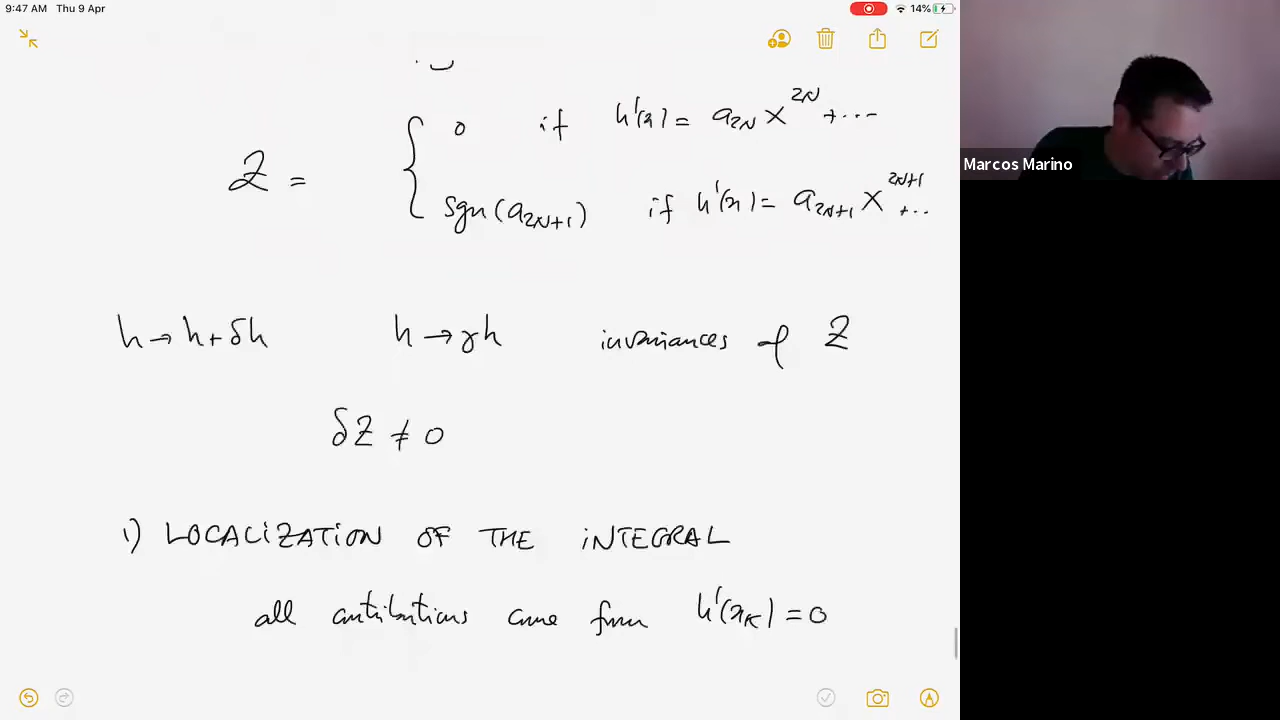 9:47 AM Thu 9 Apr
14%
Z = { 0 if h'(x) = a_{2N} x^{2N} + ...
sgn(a_{2N+1}) if h'(x) = a_{2N+1} x^{2N+1} + ...
h → h + δh h → γh invariances of Z
δZ ≠ 0
1) LOCALIZATION OF THE INTEGRAL
all contributions come from h'(x_k) = 0
Marcos Marino